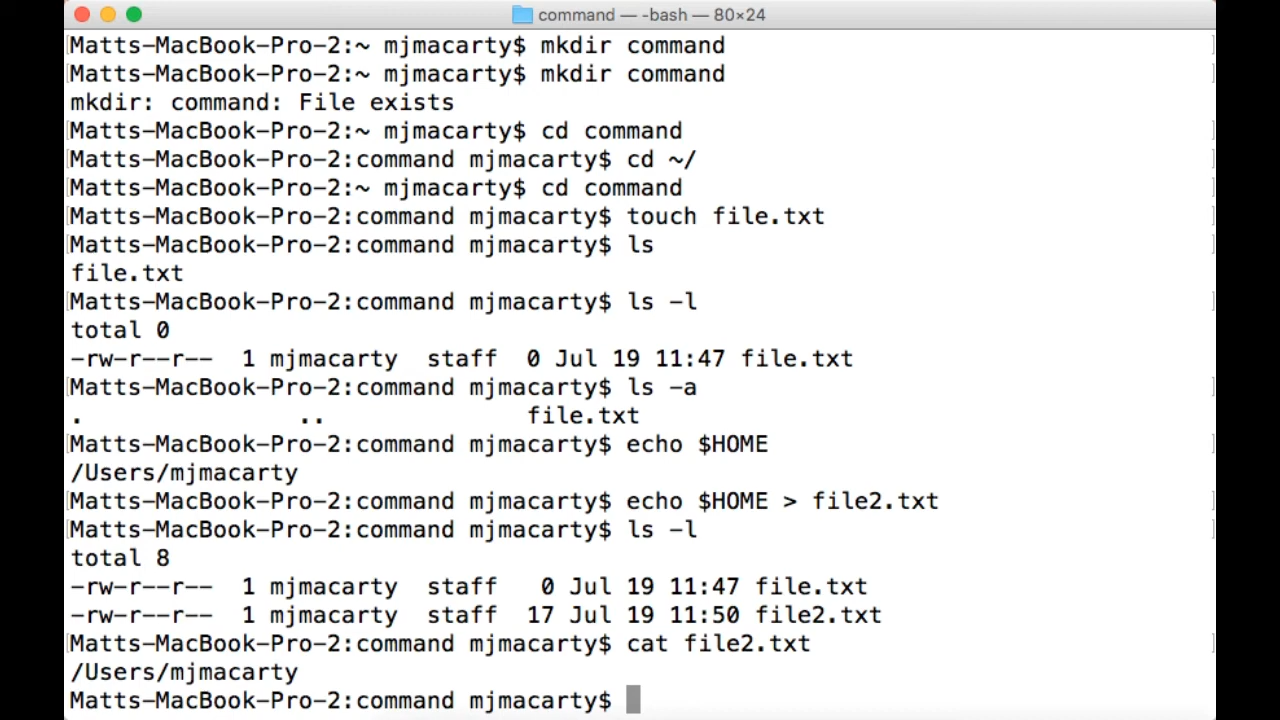 command — -bash — 80×24
Matts-MacBook-Pro-2:~ mjmacarty$ mkdir command
Matts-MacBook-Pro-2:~ mjmacarty$ mkdir command
mkdir: command: File exists
Matts-MacBook-Pro-2:~ mjmacarty$ cd command
Matts-MacBook-Pro-2:command mjmacarty$ cd ~/
Matts-MacBook-Pro-2:~ mjmacarty$ cd command
Matts-MacBook-Pro-2:command mjmacarty$ touch file.txt
Matts-MacBook-Pro-2:command mjmacarty$ ls
file.txt
Matts-MacBook-Pro-2:command mjmacarty$ ls -l
total 0
-rw-r--r--  1 mjmacarty  staff  0 Jul 19 11:47 file.txt
Matts-MacBook-Pro-2:command mjmacarty$ ls -a
.               ..              file.txt
Matts-MacBook-Pro-2:command mjmacarty$ echo $HOME
/Users/mjmacarty
Matts-MacBook-Pro-2:command mjmacarty$ echo $HOME > file2.txt
Matts-MacBook-Pro-2:command mjmacarty$ ls -l
total 8
-rw-r--r--  1 mjmacarty  staff   0 Jul 19 11:47 file.txt
-rw-r--r--  1 mjmacarty  staff  17 Jul 19 11:50 file2.txt
Matts-MacBook-Pro-2:command mjmacarty$ cat file2.txt
/Users/mjmacarty
Matts-MacBook-Pro-2:command mjmacarty$